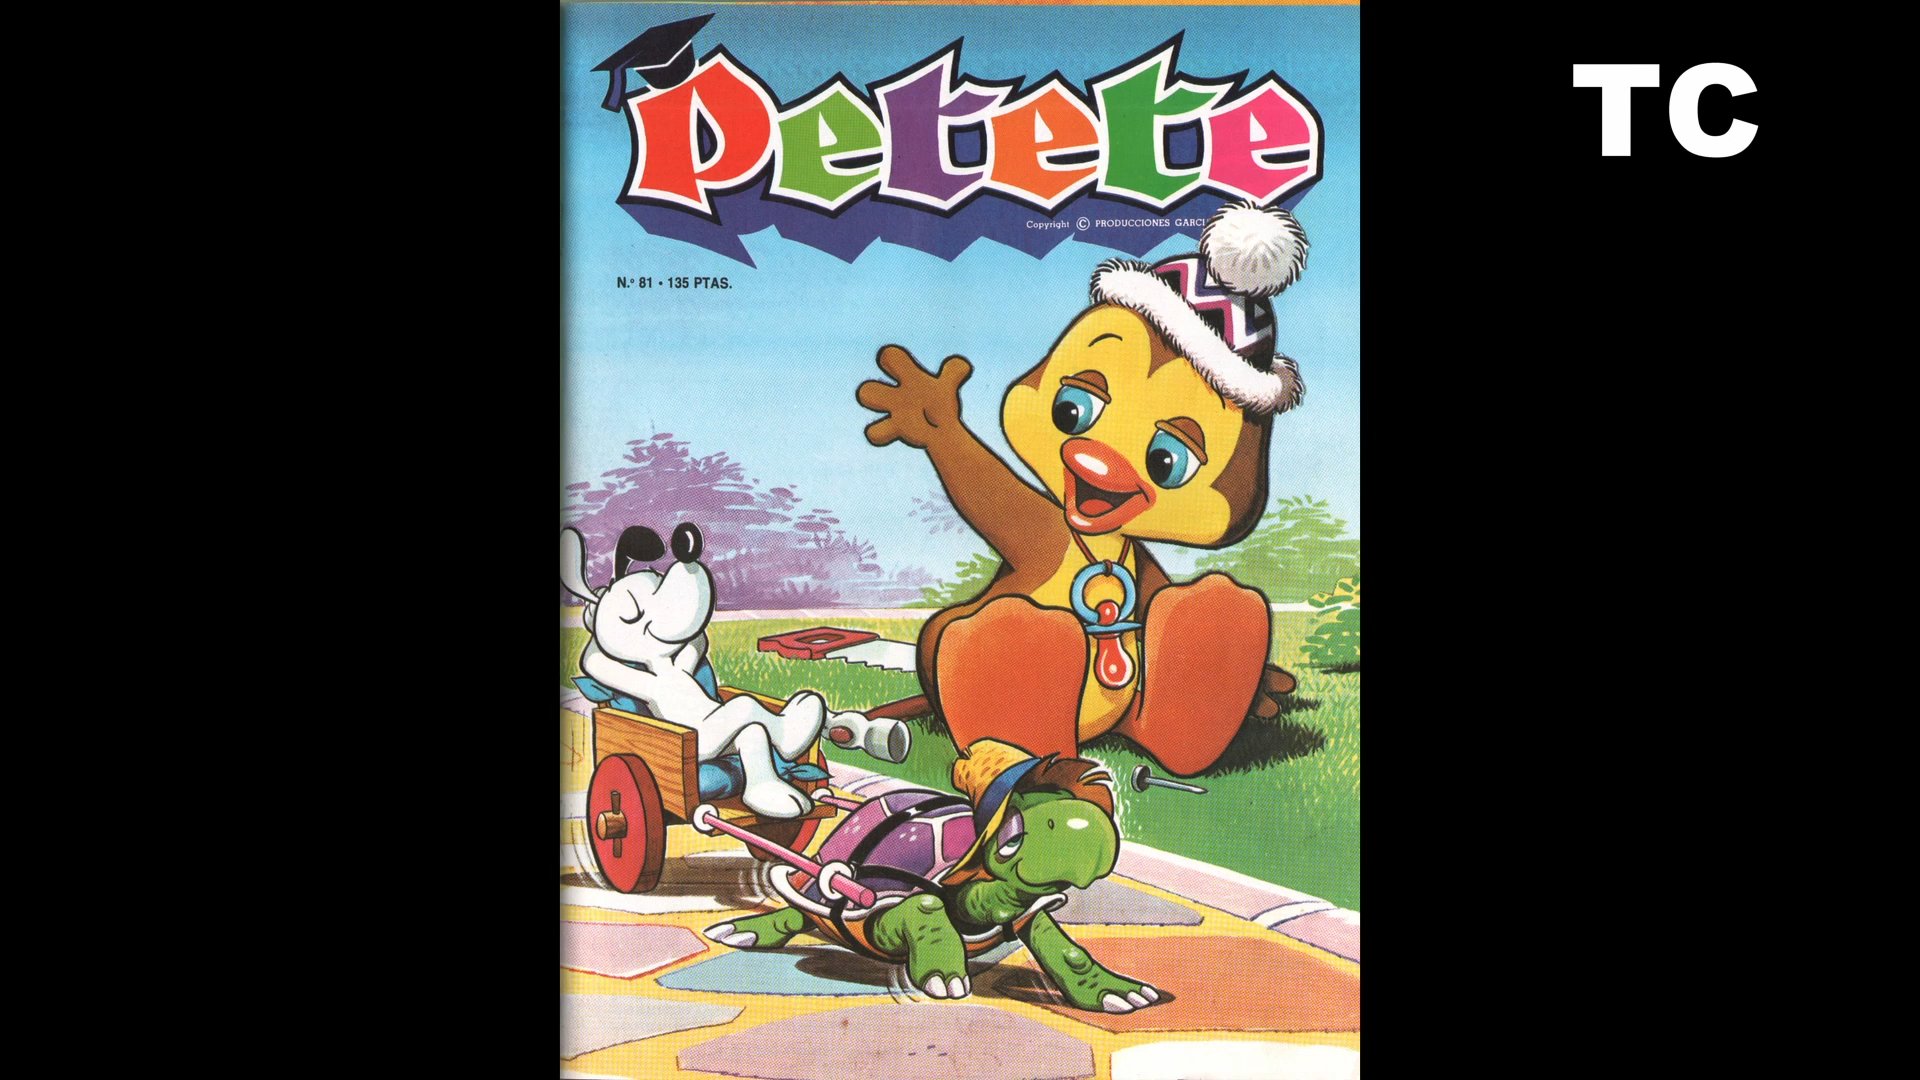 Petete
TC
Copyright © PRODUCCIONES
N.º 81 • 135 PTAS.